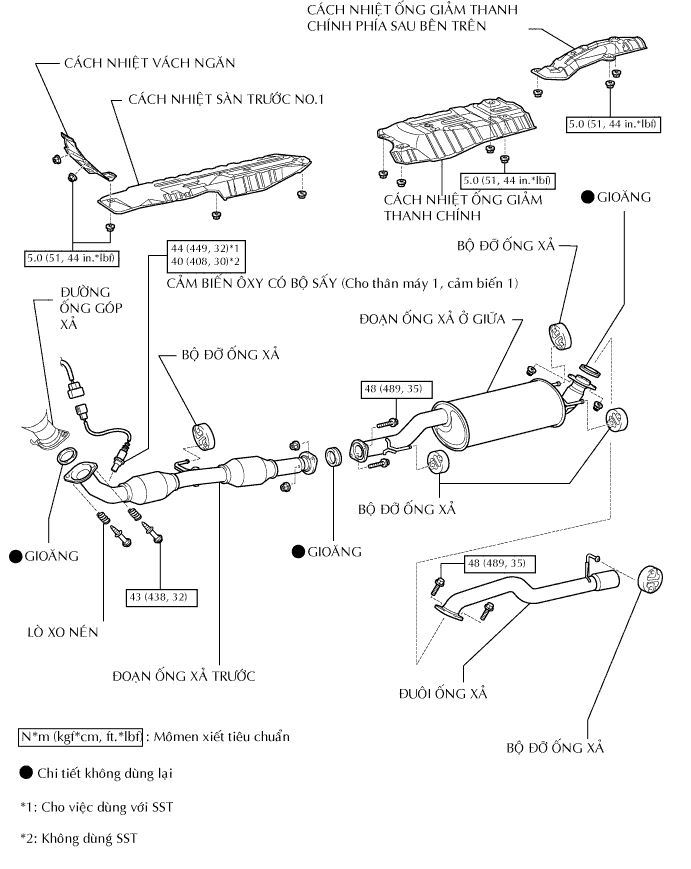 CÁCH NHIỆT ỐNG GIẢM THANH
CHÍNH PHÍA SAU BÊN TRÊN
CÁCH NHIỆT VÁCH NGĂN
CÁCH NHIỆT SÀN TRƯỚC NO.1
5.0 (51, 44 in.*lbf)
5.0 (51, 44 in.*lbf)
CÁCH NHIỆT ỐNG GIẢM
THANH CHÍNH
GIOĂNG
5.0 (51, 44 in.*lbf)
44 (449, 32)*1
40 (408, 30)*2
BỘ ĐỠ ỐNG XẢ
CẢM BIẾN ÔXY CÓ BỘ SẤY (Cho thân máy 1, cảm biến 1)
ĐƯỜNG
ỐNG GÓP
XẢ
ĐOẠN ỐNG XẢ Ở GIỮA
BỘ ĐỠ ỐNG XẢ
48 (489, 35)
BỘ ĐỠ ỐNG XẢ
GIOĂNG
GIOĂNG
48 (489, 35)
43 (438, 32)
LÒ XO NÉN
ĐOẠN ỐNG XẢ TRƯỚC
ĐUÔI ỐNG XẢ
BỘ ĐỠ ỐNG XẢ
N*m (kgf*cm, ft.*lbf) : Mômen xiết tiêu chuẩn
Chi tiết không dùng lại
*1: Cho việc dùng với SST
*2: Không dùng SST